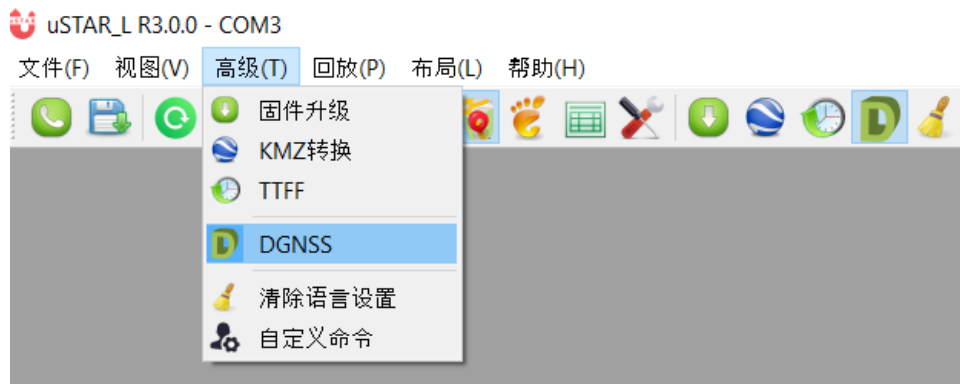 uSTAR_L R3.0.0 - COM3
文件(F) 视图(V) 高级(T) 回放(P) 布局(L) 帮助(H)
固件升级
KMZ转换
TTFF
DGNSS
清除语言设置
自定义命令